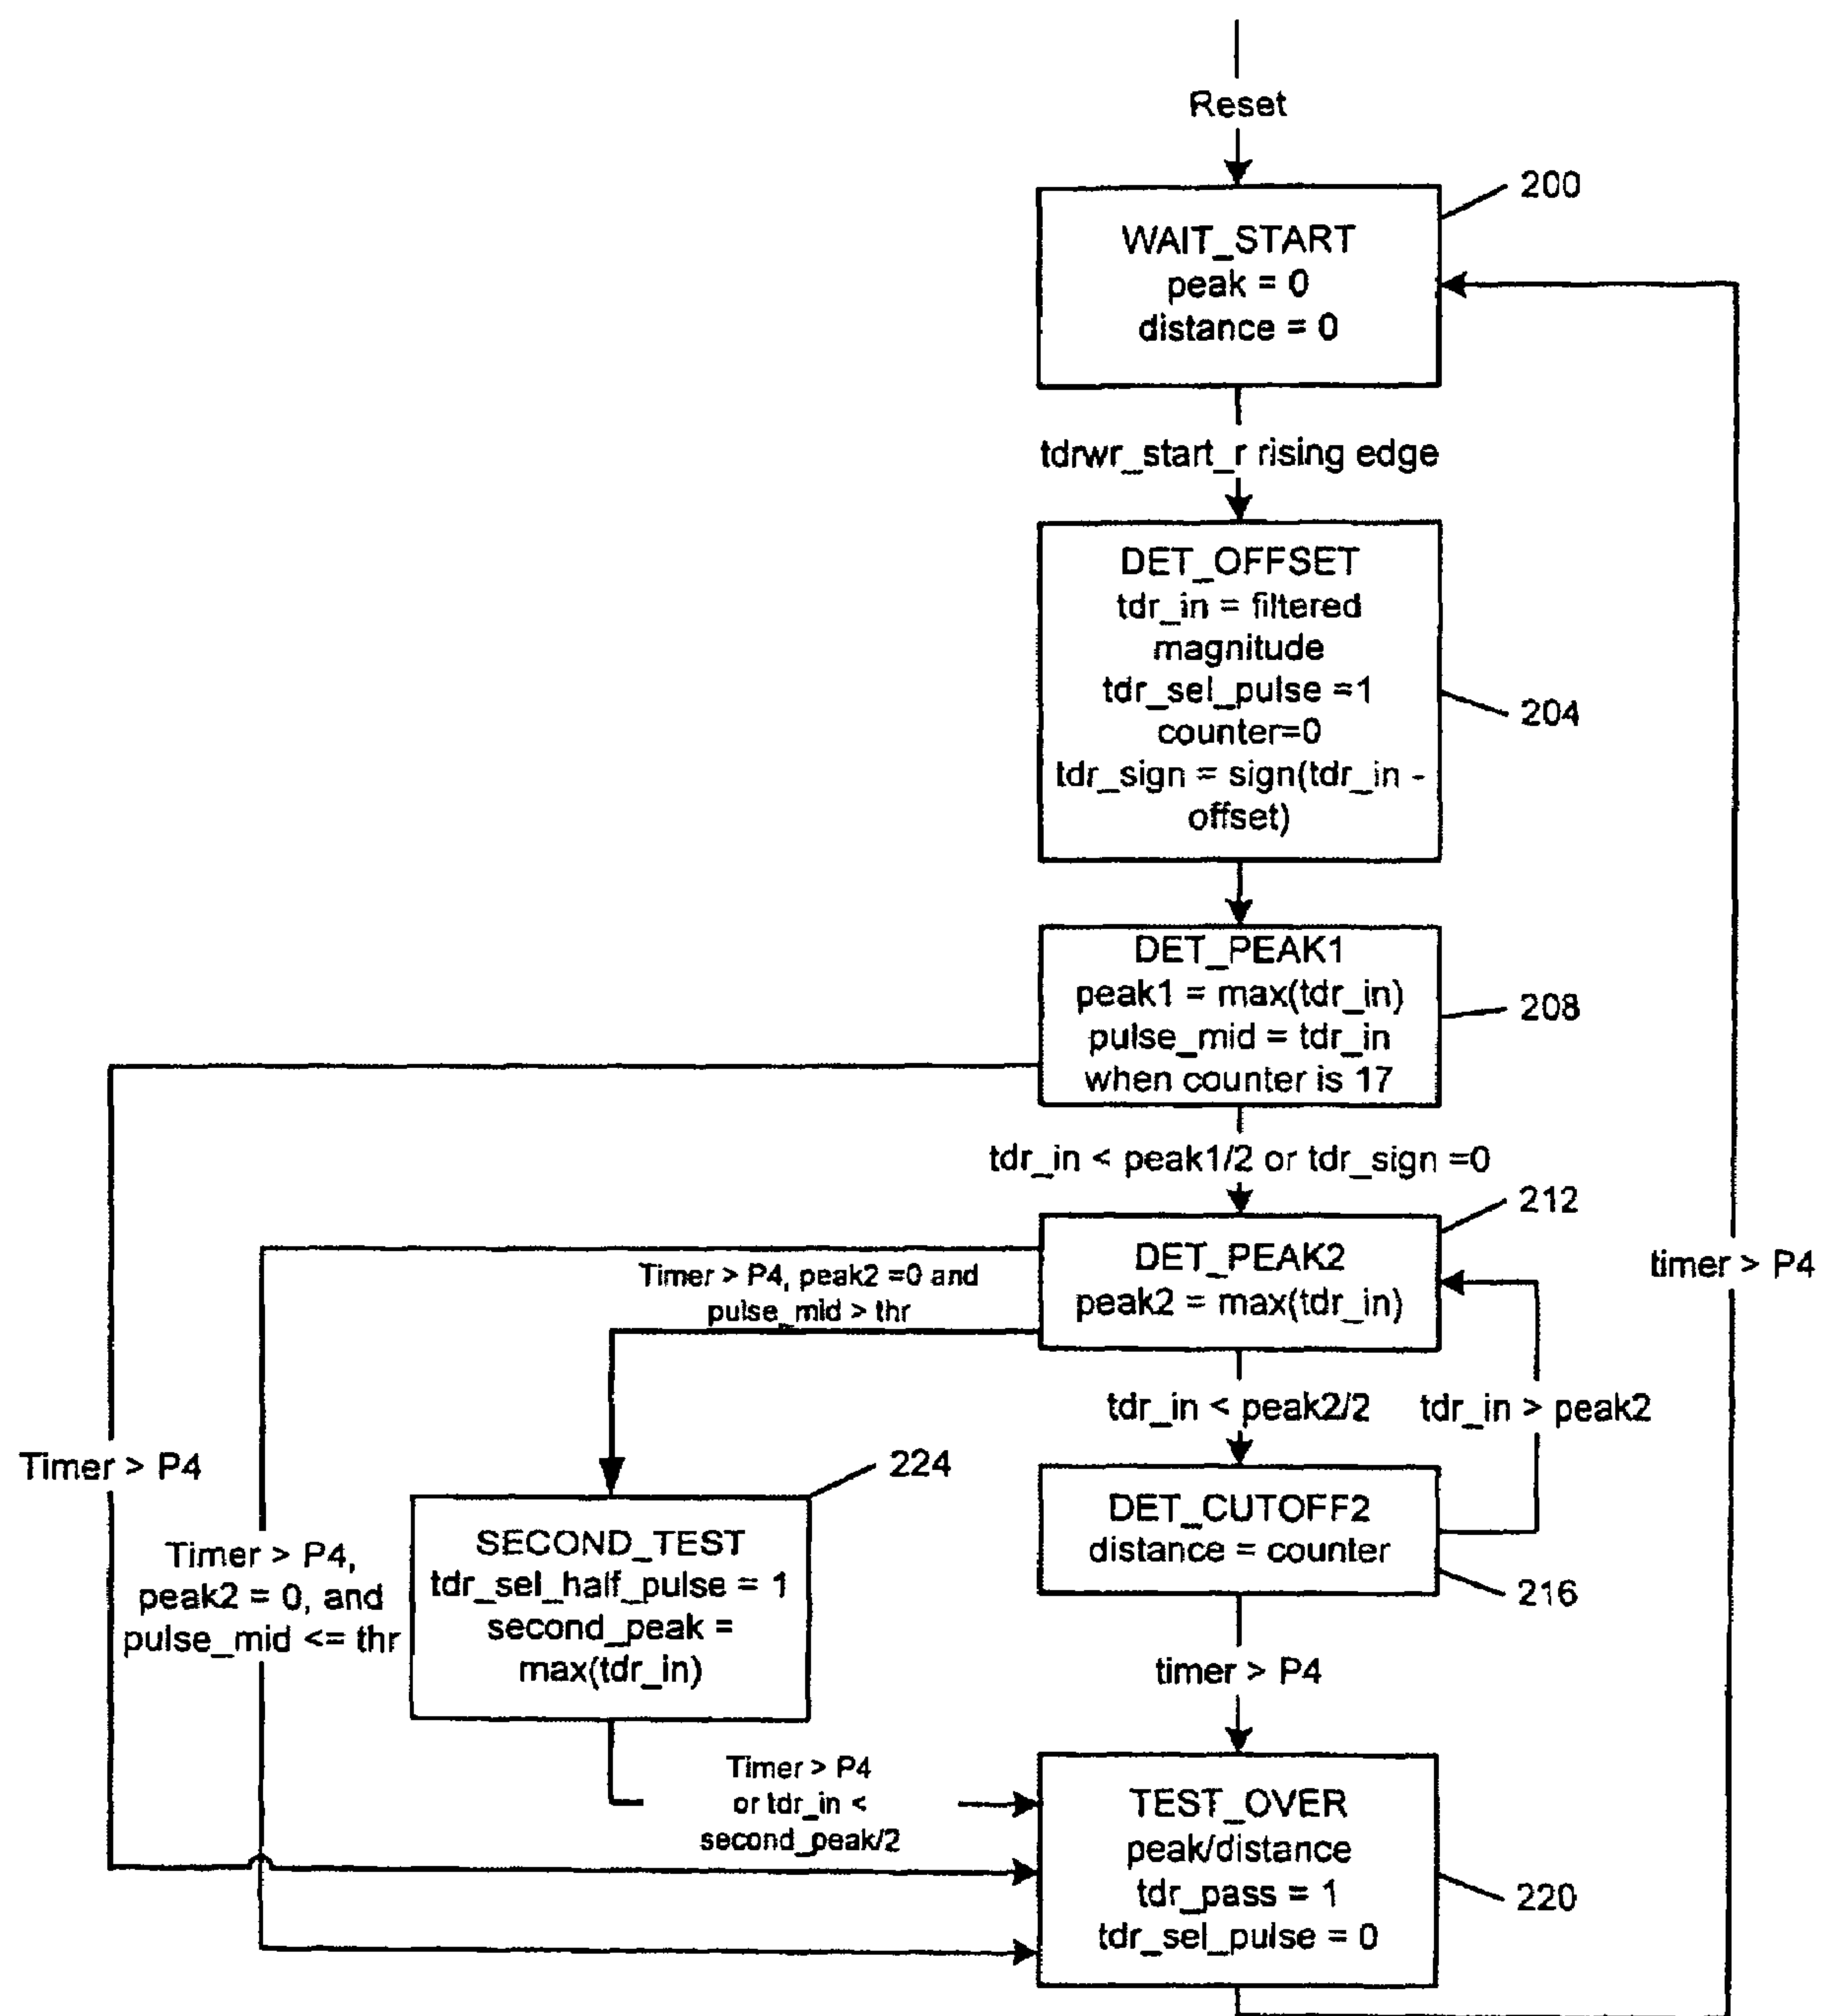 Reset
200
WAIT_START
peak = 0
distance = 0
tdrwr_start_r rising edge
DET_OFFSET
tdr_in = filtered
magnitude
tdr_sel_pulse =1
counter=0
tdr_sign = sign(tdr_in -
offset)
204
DET_PEAK1
peak1 = max(tdr_in)
pulse_mid = tdr_in
when counter is 17
208
tdr_in < peak1/2 or tdr_sign =0
212
DET_PEAK2
peak2 = max(tdr_in)
timer > P4
Timer > P4, peak2 =0 and
pulse_mid > thr
tdr_in < peak2/2
tdr_in > peak2
Timer > P4
224
DET_CUTOFF2
distance = counter
216
Timer > P4,
peak2 = 0, and
pulse_mid <= thr
SECOND_TEST
tdr_sel_half_pulse = 1
second_peak =
max(tdr_in)
timer > P4
Timer > P4
or tdr_in <
second_peak/2
TEST_OVER
peak/distance
tdr_pass = 1
tdr_sel_pulse = 0
220